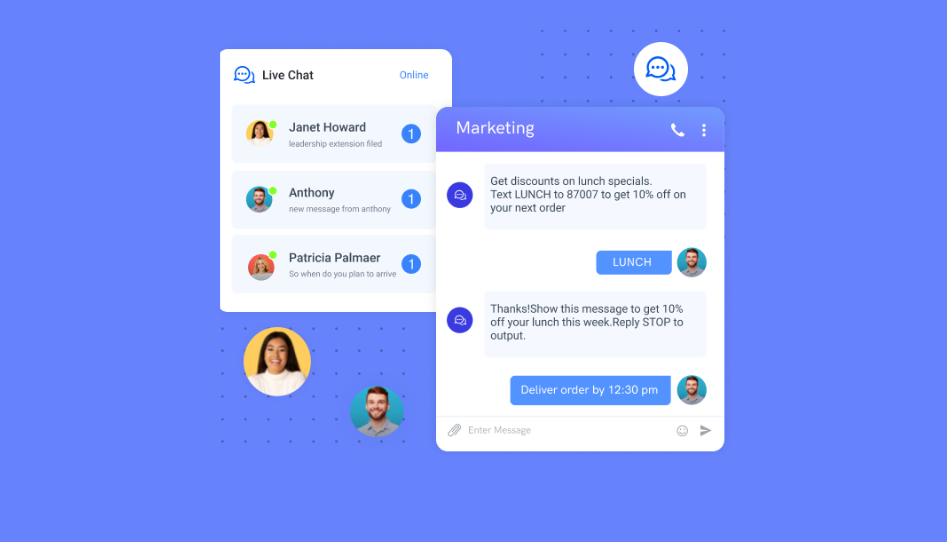 Live Chat
Online
Janet Howard
leadership extension filed
1
Anthony
new message from anthony
1
Patricia Palmaer
So when do you plan to arrive
1
Marketing
Get discounts on lunch specials.
Text LUNCH to 87007 to get 10% off on
your next order
LUNCH
Thanks!Show this message to get 10%
off your lunch this week.Reply STOP to
output.
Deliver order by 12:30 pm
Enter Message